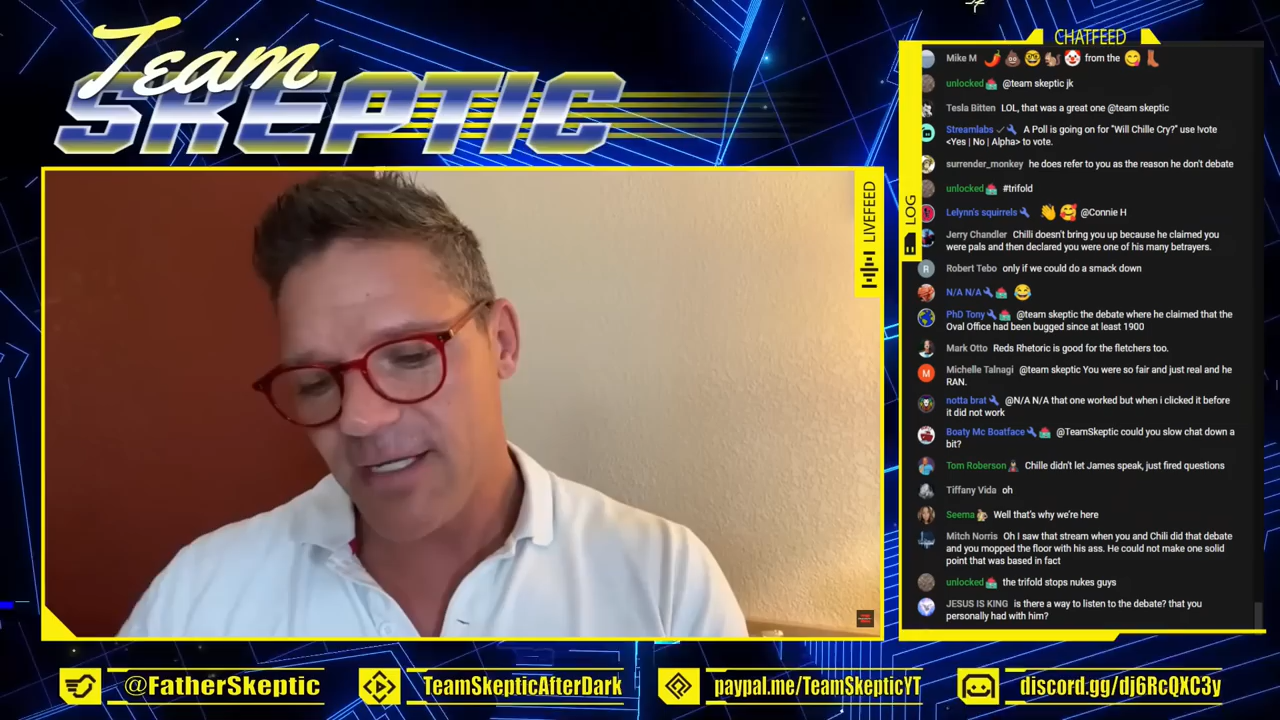 Team
SKEPTIC
LIVEFEED
CHATFEED
LOG
Mike M from the
unlocked @team skeptic jk
Tesla Bitten LOL, that was a great one @team skeptic
Streamlabs A Poll is going on for "Will Chille Cry?" use !vote
<Yes | No | Alpha> to vote.
surrender_monkey he does refer to you as the reason he don't debate
unlocked #trifold
Lelynn's squirrels @Connie H
Jerry Chandler Chilli doesn't bring you up because he claimed you
were pals and then declared you were one of his many betrayers.
R Robert Tebo only if we could do a smack down
N/A N/A
PhD Tony @team skeptic the debate where he claimed that the
Oval Office had been bugged since at least 1900
Mark Otto Reds Rhetoric is good for the fletchers too.
M Michelle Talnagi @team skeptic You were so fair and just real and he
RAN.
notta brat @N/A N/A that one worked but when i clicked it before
it did not work
Boaty Mc Boatface @TeamSkeptic could you slow chat down a
bit?
Tom Roberson Chille didn't let James speak, just fired questions
Tiffany Vida oh
Seema Well that's why we're here
Mitch Norris Oh I saw that stream when you and Chili did that debate
and you mopped the floor with his ass. He could not make one solid
point that was based in fact
unlocked the trifold stops nukes guys
JESUS IS KING is there a way to listen to the debate? that you
personally had with him?
@FatherSkeptic
TeamSkepticAfterDark
paypal.me/TeamSkepticYT
discord.gg/dj6RcQXC3y